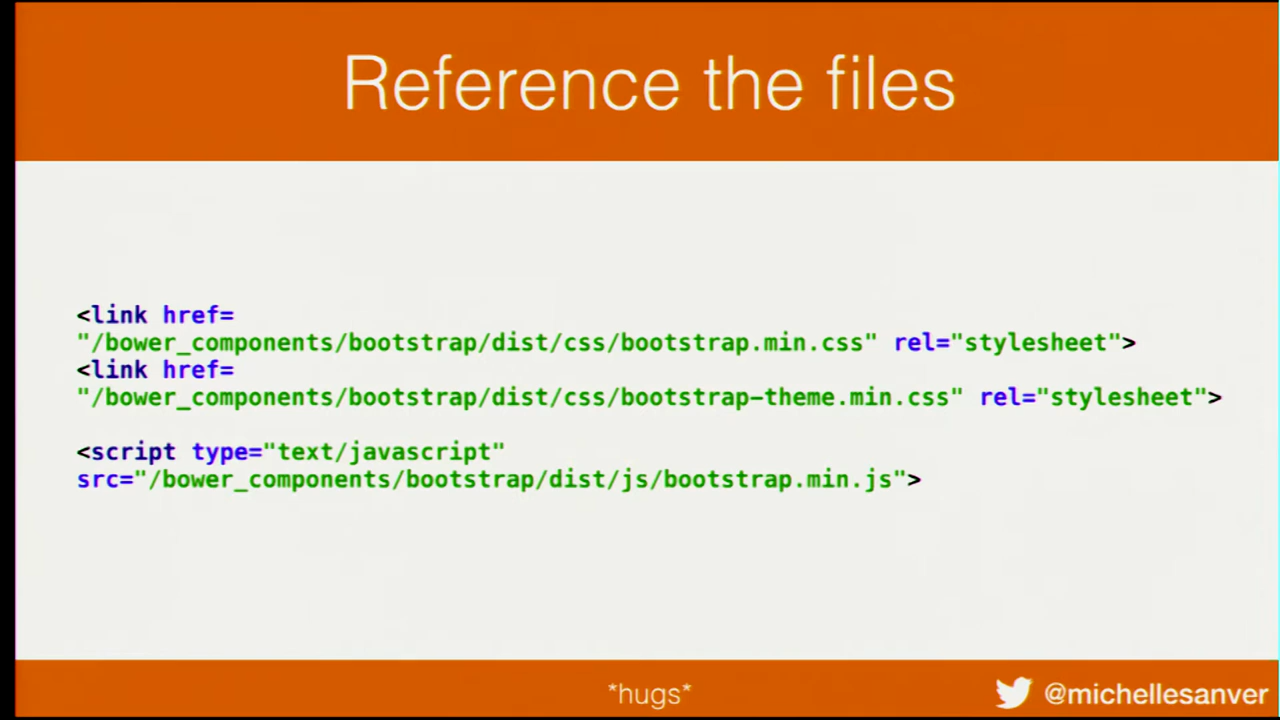 Reference the files
<link href=
"/bower_components/bootstrap/dist/css/bootstrap.min.css" rel="stylesheet">
<link href=
"/bower_components/bootstrap/dist/css/bootstrap-theme.min.css" rel="stylesheet">
<script type="text/javascript"
src="/bower_components/bootstrap/dist/js/bootstrap.min.js">
*hugs*
@michellesanver